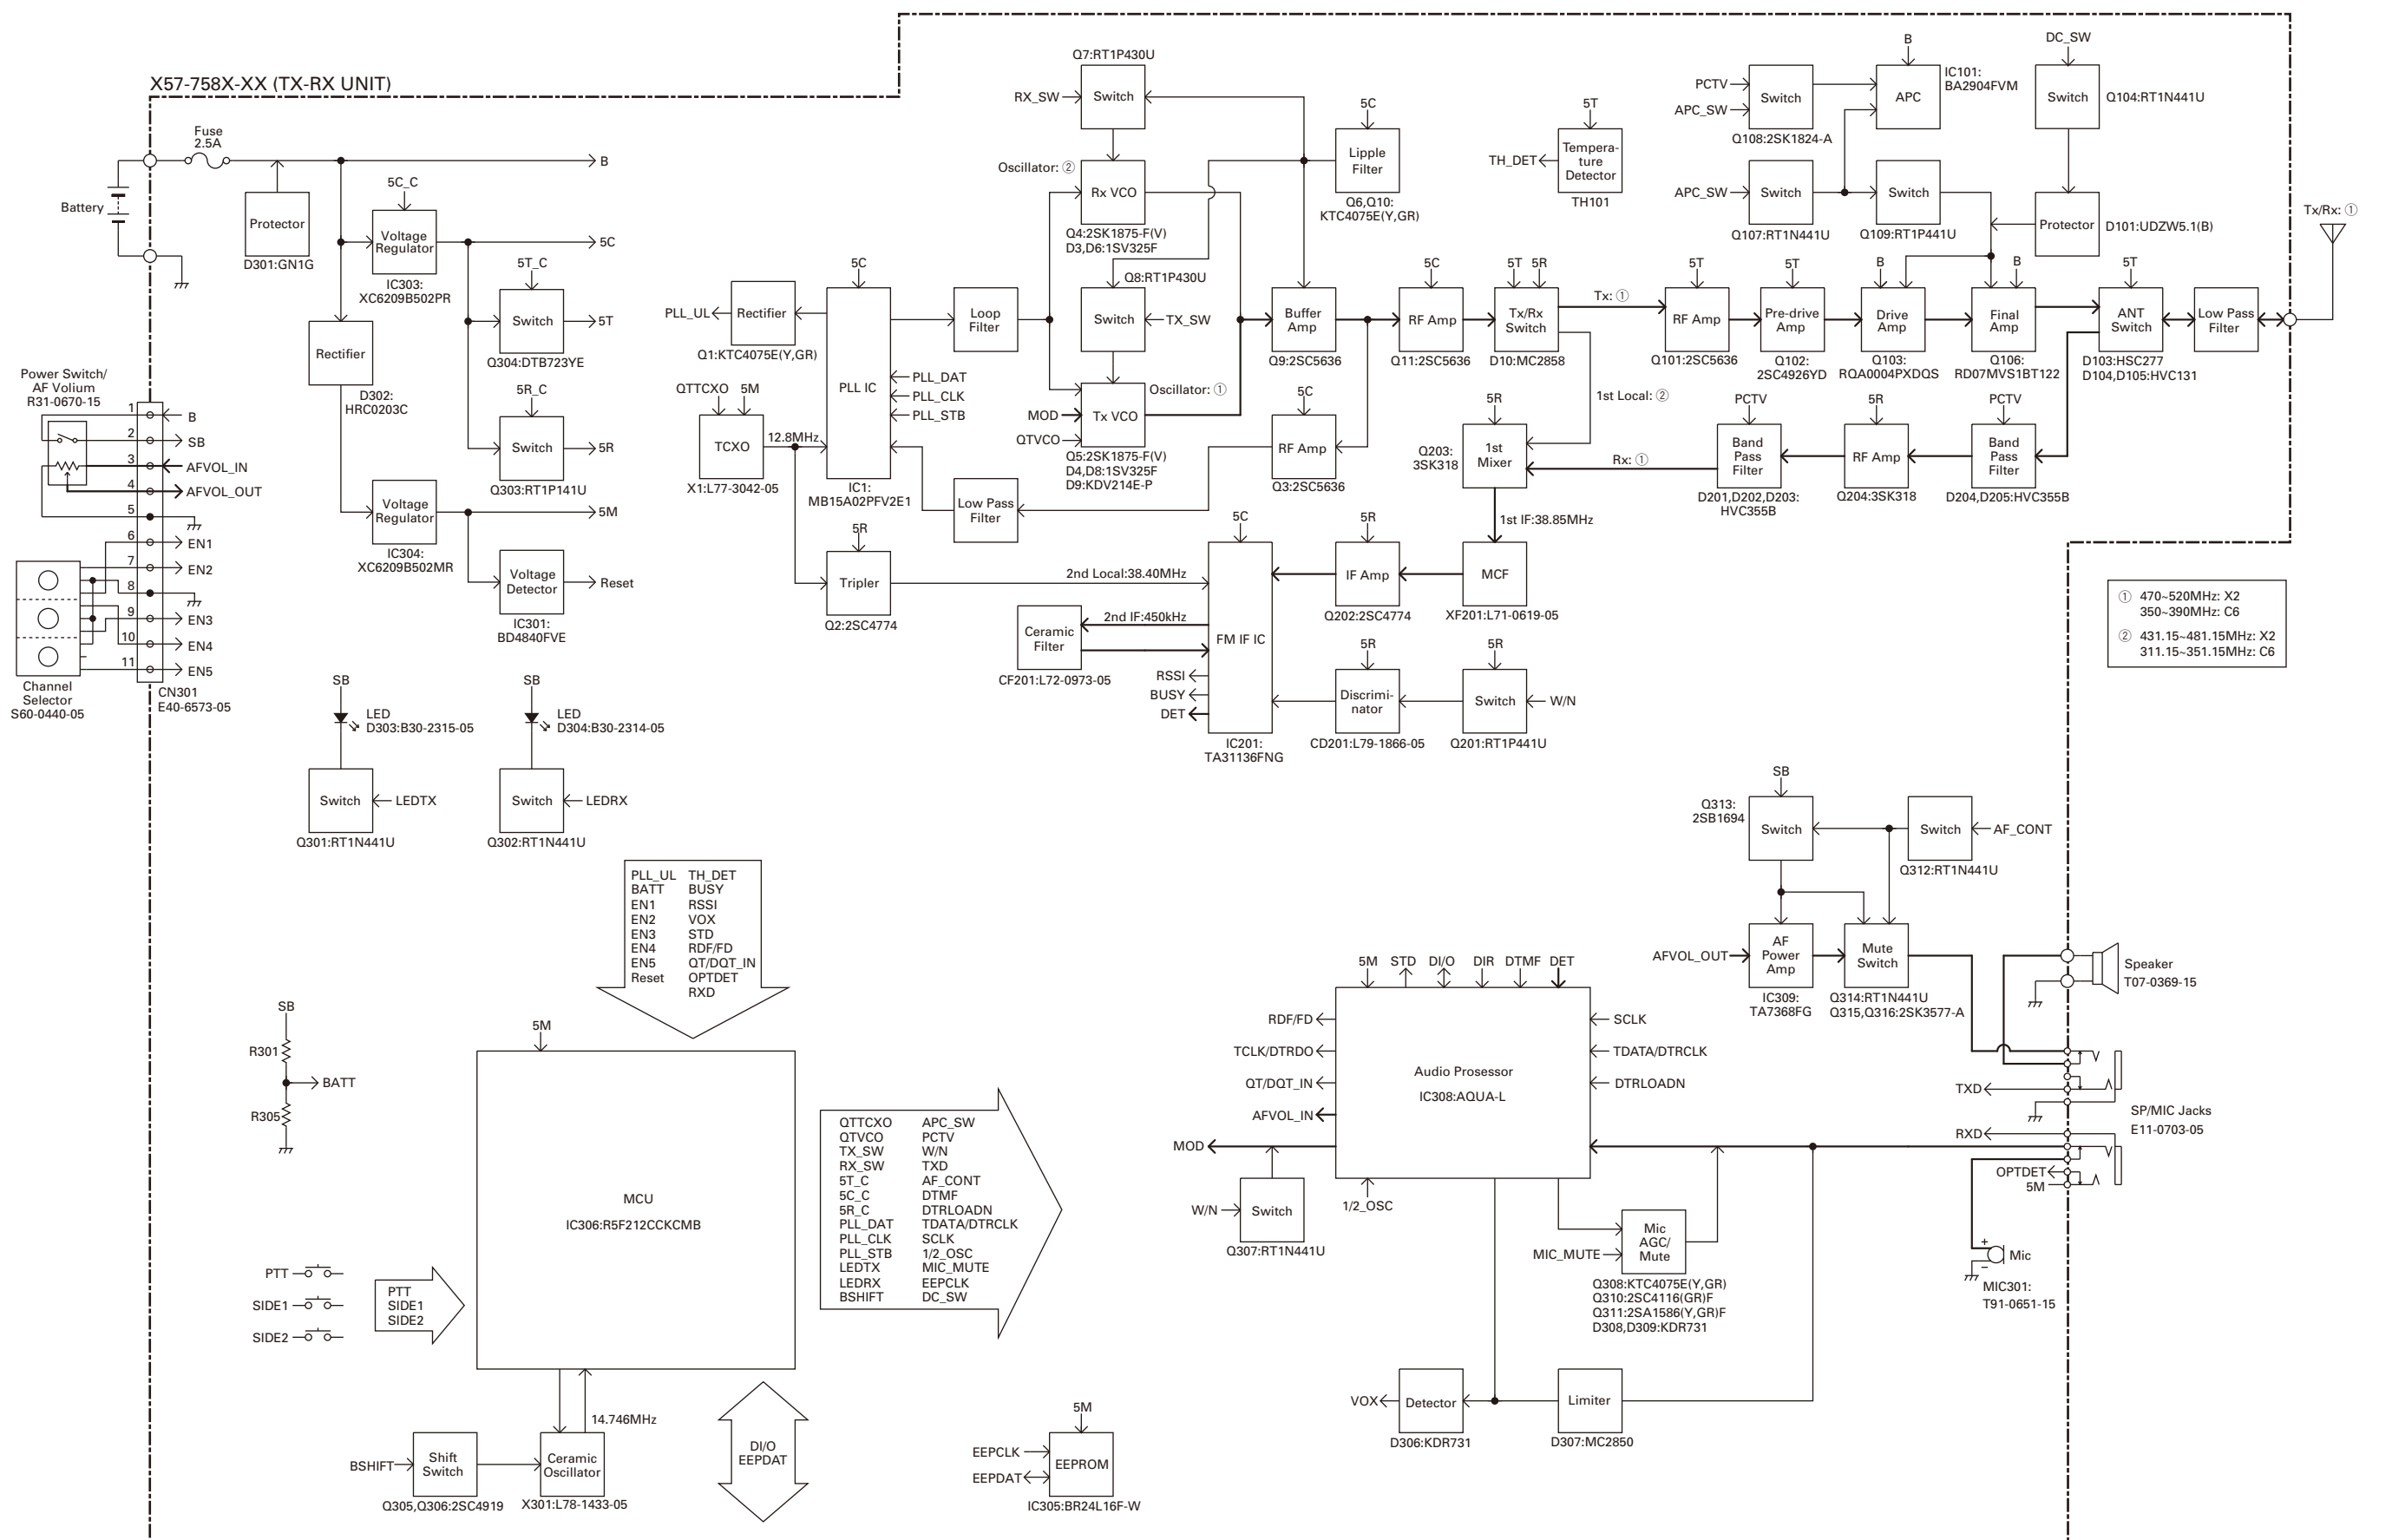 X57-758X-XX (TX-RX UNIT)
Fuse
2.5A
Battery
Protector
D301:GN1G
B
5C_C
Voltage
Regulator
IC303:
XC6209B502PR
5C
5T_C
Switch
5T
Q304:DTB723YE
5R_C
Switch
5R
Q303:RT1P141U
Rectifier
D302:
HRC0203C
Voltage
Regulator
IC304:
XC6209B502MR
5M
Voltage
Detector
Reset
IC301:
BD4840FVE
Power Switch/
AF Volium
R31-0670-15
1
B
2
SB
3
AFVOL_IN
4
AFVOL_OUT
5
6
EN1
7
EN2
8
9
EN3
10
EN4
11
EN5
Channel
Selector
S60-0440-05
CN301
E40-6573-05
SB
LED
D303:B30-2315-05
Switch
LEDTX
Q301:RT1N441U
SB
LED
D304:B30-2314-05
Switch
LEDRX
Q302:RT1N441U
Q7:RT1P430U
RX_SW
Switch
Oscillator: ②
Rx VCO
Q4:2SK1875-F(V)
D3,D6:1SV325F
Q8:RT1P430U
Switch
TX_SW
Oscillator: ①
MOD
QTVCO
Tx VCO
Q5:2SK1875-F(V)
D4,D8:1SV325F
D9:KDV214E-P
5C
Lipple
Filter
Q6,Q10:
KTC4075E(Y,GR)
PLL_UL
Rectifier
Q1:KTC4075E(Y,GR)
5C
PLL IC
PLL_DAT
PLL_CLK
PLL_STB
IC1:
MB15A02PFV2E1
QTTCXO
5M
TCXO
12.8MHz
X1:L77-3042-05
Loop
Filter
Low Pass
Filter
5R
Tripler
Q2:2SC4774
2nd Local:38.40MHz
Buffer
Amp
Q9:2SC5636
5C
RF Amp
Q3:2SC5636
5C
RF Amp
Q11:2SC5636
5T
5R
Tx/Rx
Switch
D10:MC2858
Tx: ①
1st Local: ②
5T
TH_DET
Tempera-
ture
Detector
TH101
PCTV
APC_SW
Switch
Q108:2SK1824-A
B
APC
IC101:
BA2904FVM
DC_SW
Switch
Q104:RT1N441U
APC_SW
Switch
Q107:RT1N441U
Switch
Q109:RT1P441U
Protector
D101:UDZW5.1(B)
5T
RF Amp
Q101:2SC5636
5T
Pre-drive
Amp
Q102:
2SC4926YD
B
Drive
Amp
Q103:
RQA0004PXDQS
B
Final
Amp
Q106:
RD07MVS1BT122
5T
ANT
Switch
D103:HSC277
D104,D105:HVC131
Low Pass
Filter
Tx/Rx: ①
5R
Q203:
3SK318
1st
Mixer
Rx: ①
PCTV
Band
Pass
Filter
D201,D202,D203:
HVC355B
5R
RF Amp
Q204:3SK318
PCTV
Band
Pass
Filter
D204,D205:HVC355B
1st IF:38.85MHz
MCF
XF201:L71-0619-05
5R
IF Amp
Q202:2SC4774
5C
FM IF IC
IC201:
TA31136FNG
2nd IF:450kHz
Ceramic
Filter
CF201:L72-0973-05
RSSI
BUSY
DET
5R
Discrimi-
nator
CD201:L79-1866-05
5R
Switch
W/N
Q201:RT1P441U
① 470~520MHz: X2
350~390MHz: C6
② 431.15~481.15MHz: X2
311.15~351.15MHz: C6
PLL_UL TH_DET
BATT BUSY
EN1 RSSI
EN2 VOX
EN3 STD
EN4 RDF/FD
EN5 QT/DQT_IN
Reset OPTDET
RXD
SB
R301
BATT
R305
5M
MCU
IC306:R5F212CCKCMB
PTT
SIDE1
SIDE2
PTT
SIDE1
SIDE2
QTTCXO APC_SW
QTVCO PCTV
TX_SW W/N
RX_SW TXD
5T_C AF_CONT
5C_C DTMF
5R_C DTRLOADN
PLL_DAT TDATA/DTRCLK
PLL_CLK SCLK
PLL_STB 1/2_OSC
LEDTX MIC_MUTE
LEDRX EEPCLK
BSHIFT DC_SW
BSHIFT
Shift
Switch
Q305,Q306:2SC4919
14.746MHz
Ceramic
Oscillator
X301:L78-1433-05
DI/O
EEPDAT
5M
EEPCLK
EEPDAT
EEPROM
IC305:BR24L16F-W
SB
Q313:
2SB1694
Switch
Switch
AF_CONT
Q312:RT1N441U
AFVOL_OUT
AF
Power
Amp
IC309:
TA7368FG
Mute
Switch
Q314:RT1N441U
Q315,Q316:2SK3577-A
Speaker
T07-0369-15
TXD
SP/MIC Jacks
E11-0703-05
RXD
OPTDET
5M
+
Mic
−
MIC301:
T91-0651-15
5M STD DI/O DIR DTMF DET
RDF/FD
TCLK/DTRDO
QT/DQT_IN
AFVOL_IN
MOD
Audio Prosessor
IC308:AQUA-L
SCLK
TDATA/DTRCLK
DTRLOADN
1/2_OSC
W/N
Switch
Q307:RT1N441U
MIC_MUTE
Mic
AGC/
Mute
Q308:KTC4075E(Y,GR)
Q310:2SC4116(GR)F
Q311:2SA1586(Y,GR)F
D308,D309:KDR731
VOX
Detector
D306:KDR731
Limiter
D307:MC2850